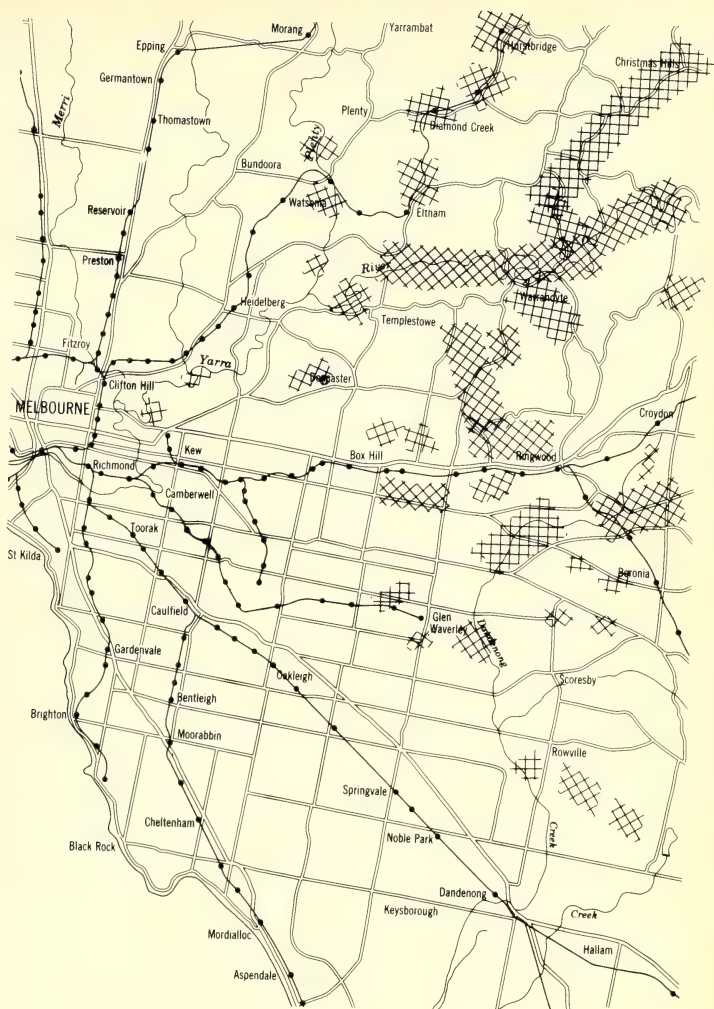 Morang
Yarrambat
Epping
Hurstbridge
Christmas Hills
Germantown
Merri
Plenty
Thomastown
Diamond Creek
Plenty
Bundoora
Watsonia
Reservoir
Eltham
Preston
River
Warrandyte
Heidelberg
Templestowe
Fitzroy
Yarra
Doncaster
Clifton Hill
MELBOURNE
Croydon
Kew
Box Hill
Ringwood
Richmond
Camberwell
Toorak
St Kilda
Boronia
Caulfield
Glen
Waverley
Dandenong
Gardenvale
Oakleigh
Scoresby
Bentleigh
Brighton
Moorabbin
Rowville
Springvale
Cheltenham
Noble Park
Creek
Black Rock
Dandenong
Keysborough
Creek
Mordialloc
Hallam
Aspendale